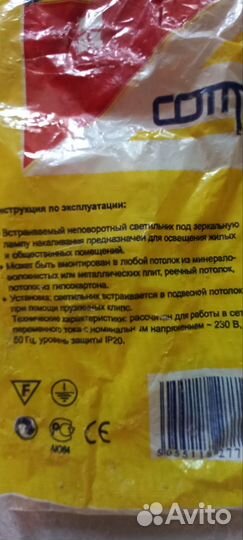 com
нструкция по эксплуатации:
Встраиваемый неповоротный светильник под зеркальную
лампу накаливания предназначен для освещения жилых
и общественных помещений.
• Может быть вмонтирован в любой потолок из минерало-
волокнистых или металлических плит, реечный потолок,
потолок из гипсокартона.
• Установка: светильник встраивается в подвесной потолок
при помощи пружинных клипс.
Технические характеристики: рассчитан для работы в сет
переменного тока с номинальным напряжением ~ 230 В,
50 Гц, уровень защиты IP20.
F
CE
Avito